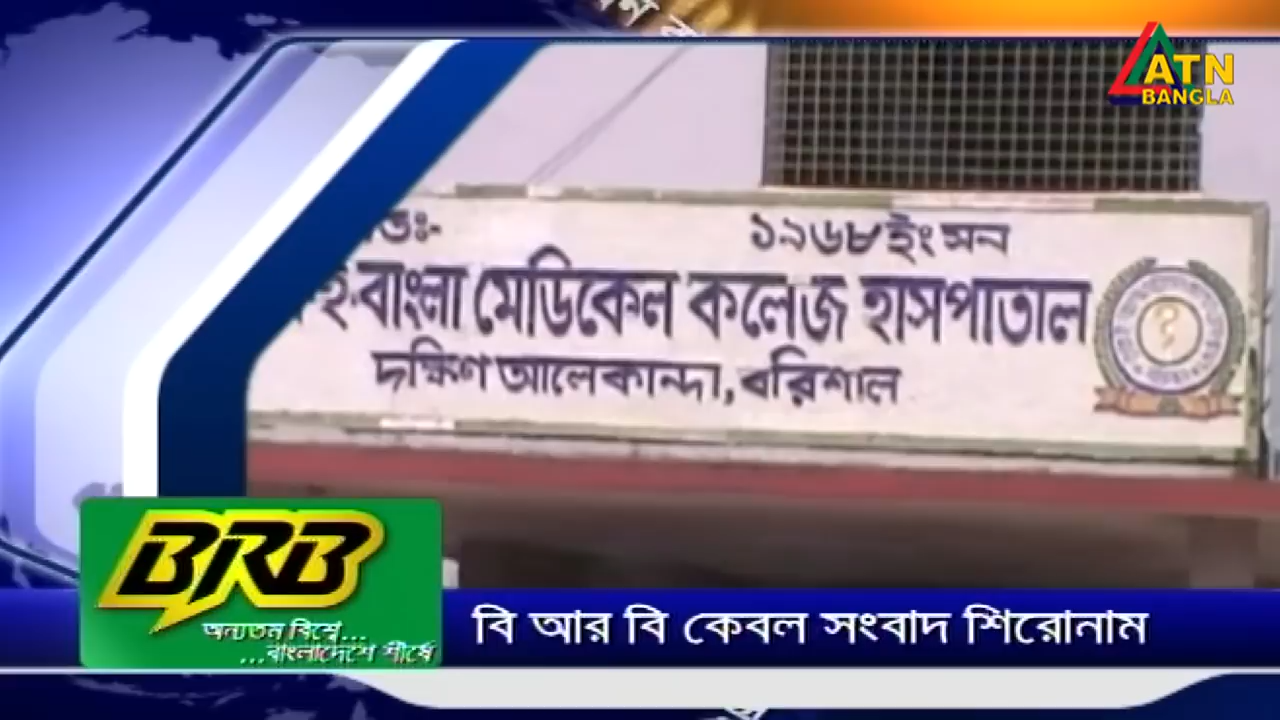 ATN
BANGLA
১৯৬৮ইং সন
ই-বাংলা মেডিকেল কলেজ হাসপাতাল
দক্ষিণ আলেকান্দা, বরিশাল
BRB
অন্যতম বিশ্বে...
...বাংলাদেশে শীর্ষে
বি আর বি কেবল সংবাদ শিরোনাম